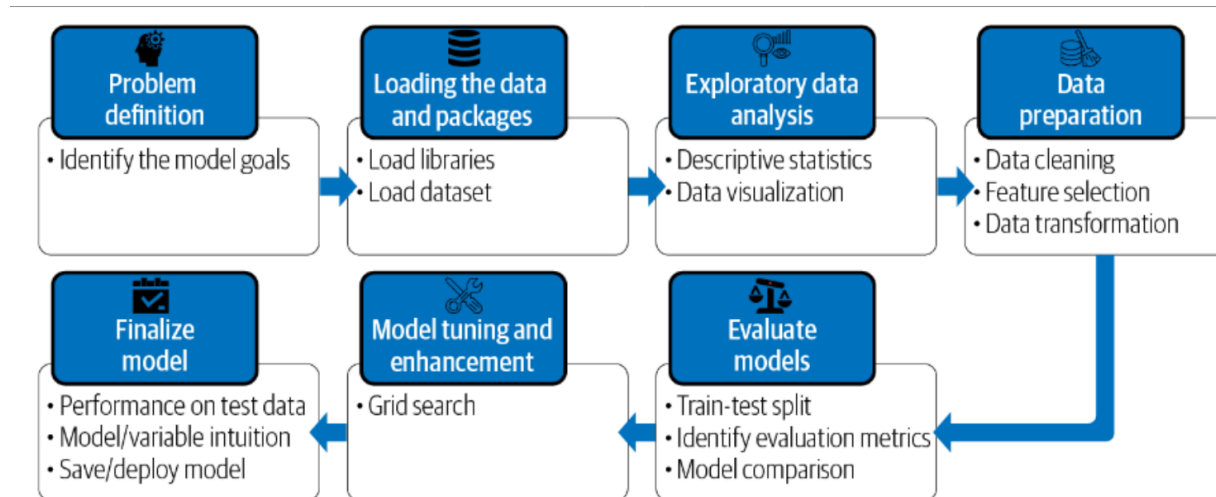 Problem
definition
• Identify the model goals
Loading the data
and packages
• Load libraries
• Load dataset
Exploratory data
analysis
• Descriptive statistics
• Data visualization
Data
preparation
• Data cleaning
• Feature selection
• Data transformation
Evaluate
models
• Train-test split
• Identify evaluation metrics
• Model comparison
Model tuning and
enhancement
• Grid search
Finalize
model
• Performance on test data
• Model/variable intuition
• Save/deploy model